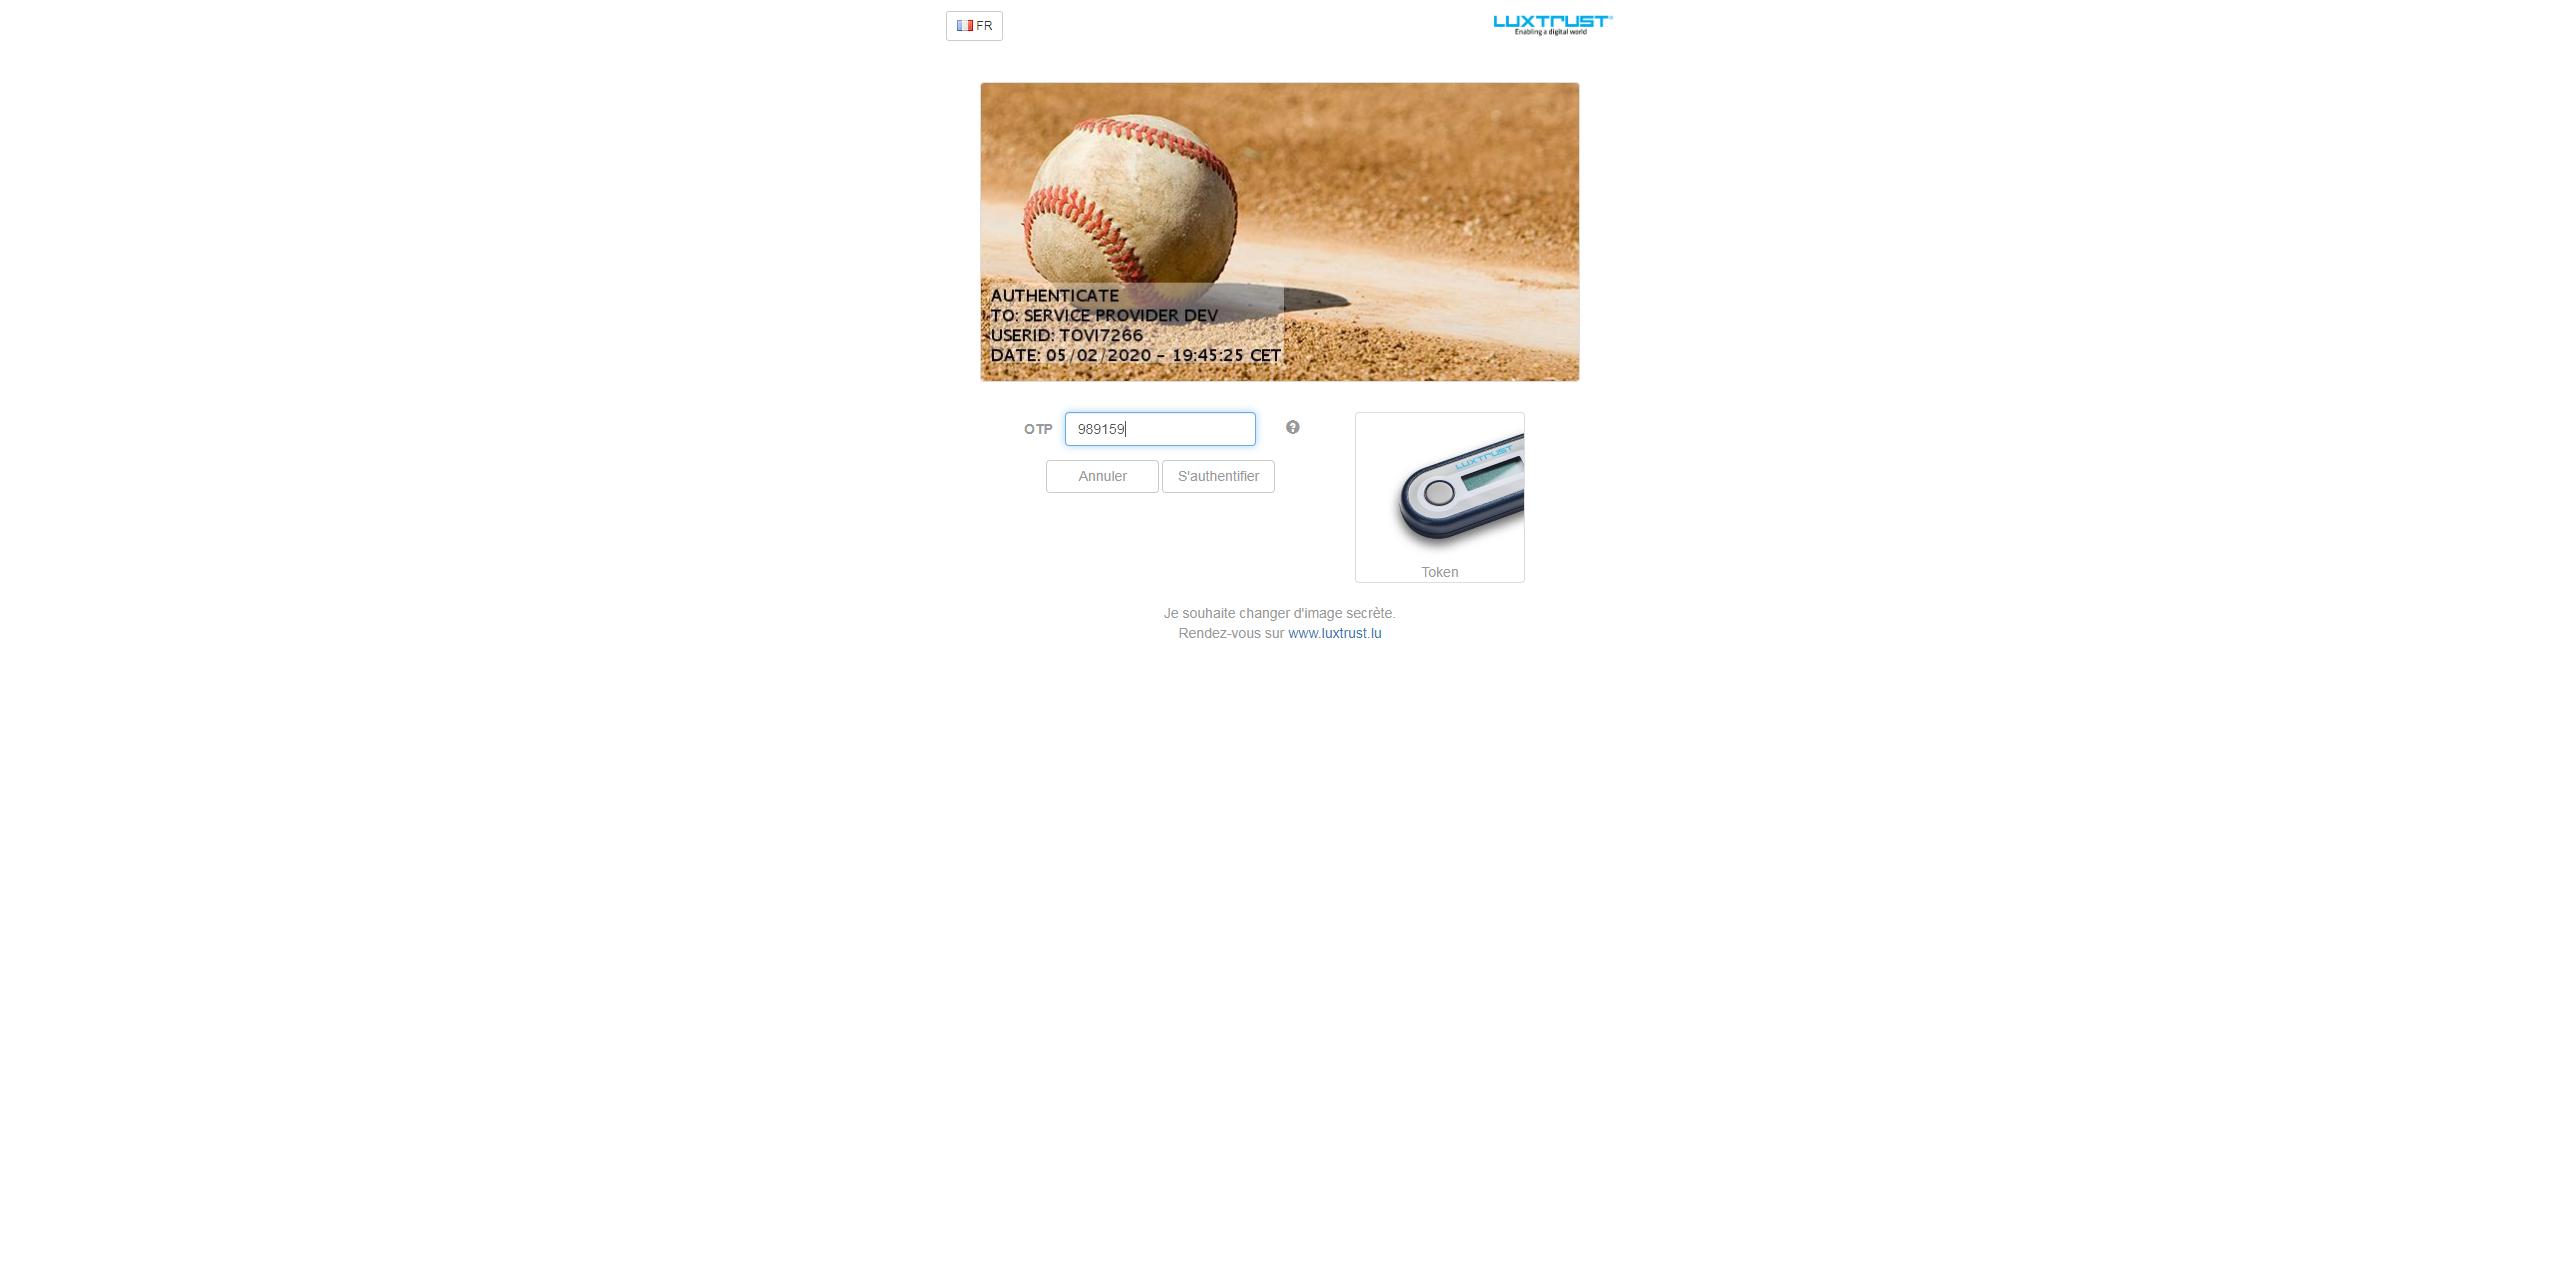 FR
LUXTRUST
Enabling a digital world
AUTHENTICATE
TO: SERVICE PROVIDER DEV
USERID: TOVI7266
DATE: 05/02/2020 - 19:45:25 CET
OTP 989159
Annuler S'authentifier
LUXTRUST
Token
Je souhaite changer d'image secrète.
Rendez-vous sur www.luxtrust.lu